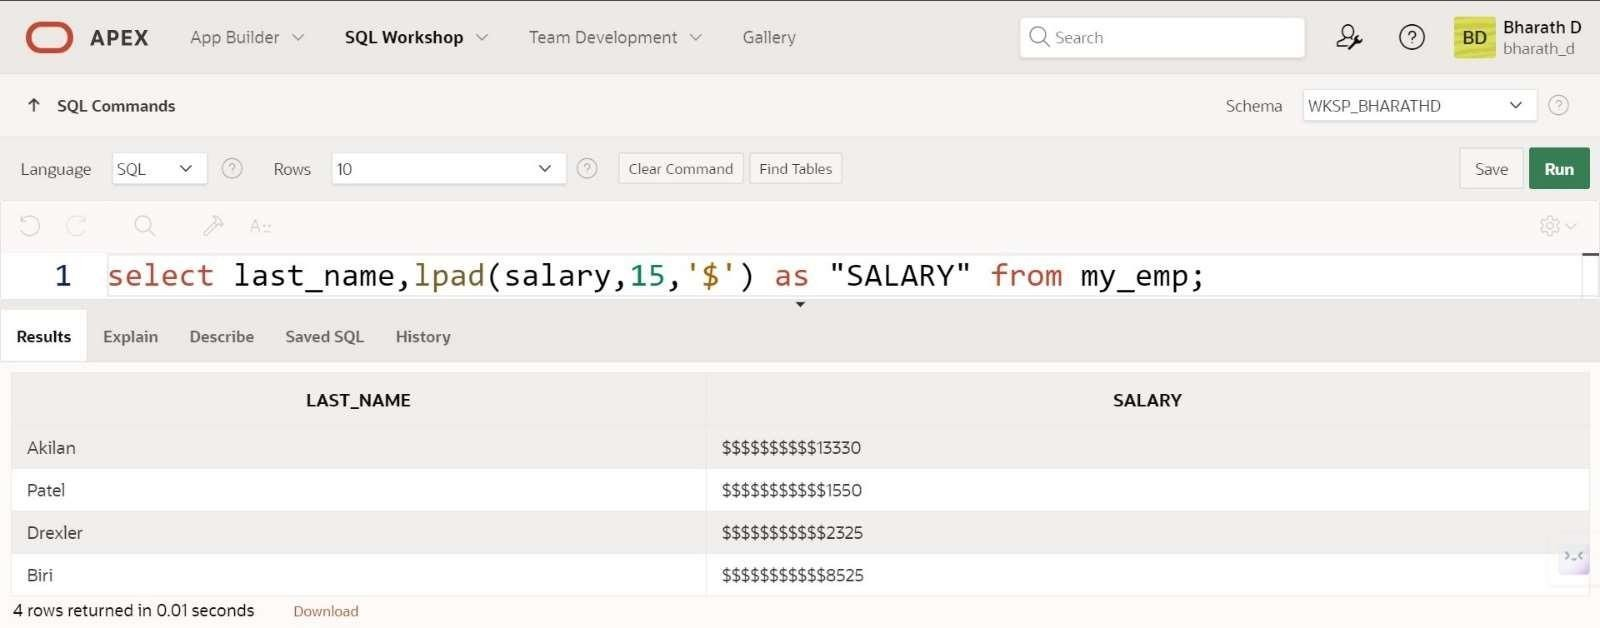 APEX App Builder SQL Workshop Team Development Gallery Search ? BD Bharath D
bharath_d
SQL Commands Schema WKSP_BHARATHD ?
Language SQL ? Rows 10 ? Clear Command Find Tables Save Run
A::
1 select last_name,lpad(salary,15,'$') as "SALARY" from my_emp;
Results Explain Describe Saved SQL History
LAST_NAME SALARY
Akilan $$$$$$$$$$13330
Patel $$$$$$$$$$$1550
Drexler $$$$$$$$$$$2325
Biri $$$$$$$$$$$8525
4 rows returned in 0.01 seconds Download